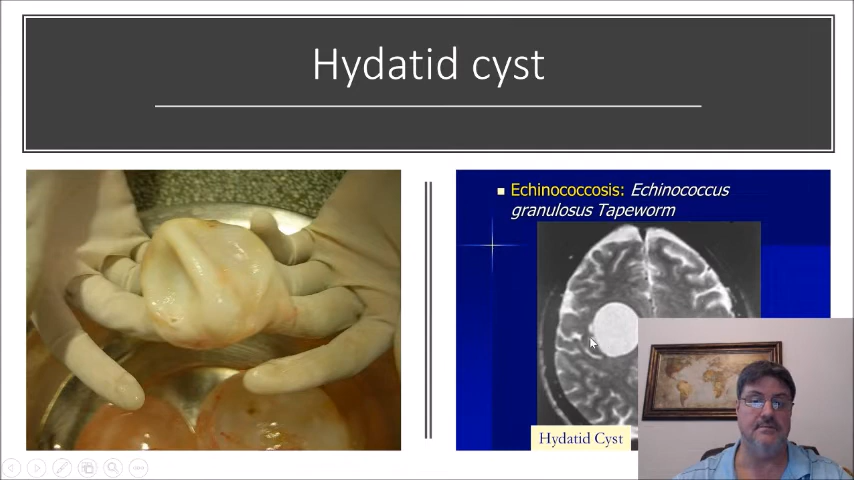 Hydatid cyst
Echinococcosis: Echinococcus
granulosus Tapeworm
Hydatid Cyst